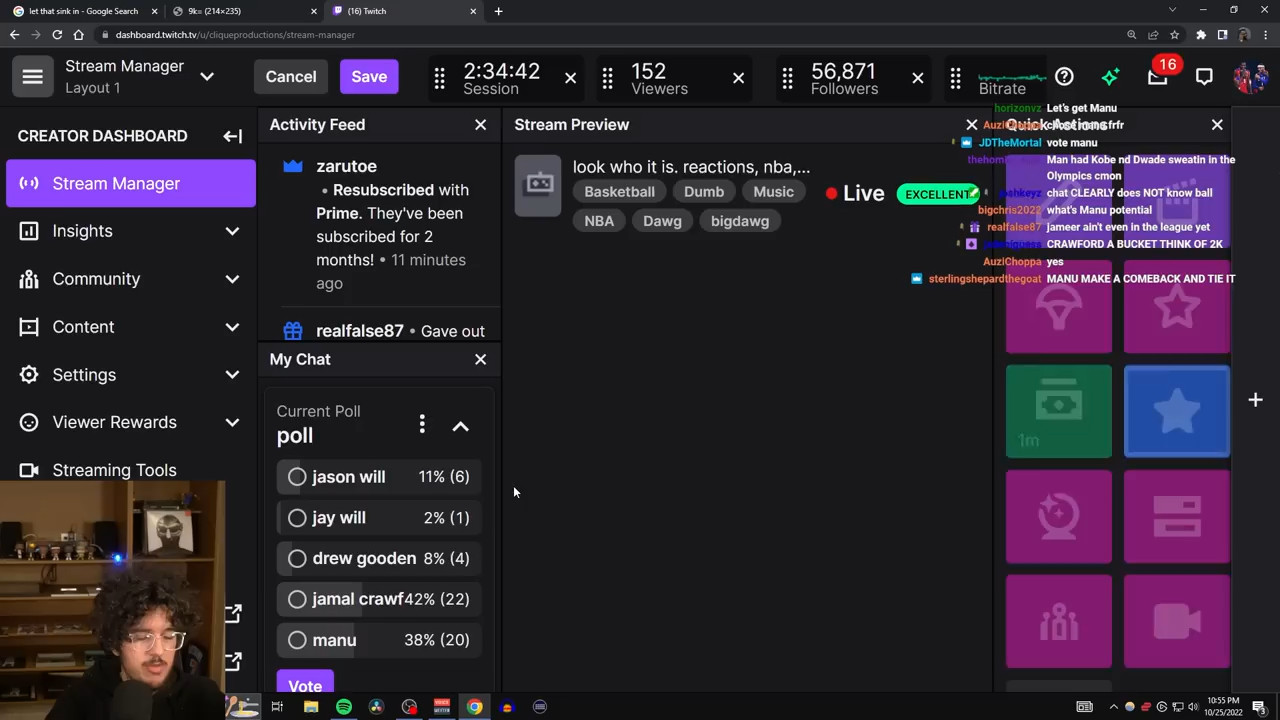 let that sink in - Google Search
9k= (214×235)
(16) Twitch
dashboard.twitch.tv/u/cliqueproductions/stream-manager
Stream Manager
Layout 1
Cancel
Save
2:34:42
Session
152
Viewers
56,871
Followers
Bitrate
16
CREATOR DASHBOARD
Stream Manager
Insights
Community
Content
Settings
Viewer Rewards
Streaming Tools
Activity Feed
zarutoe
• Resubscribed with
Prime. They've been
subscribed for 2
months! • 11 minutes
ago
realfalse87 • Gave out
My Chat
Current Poll
poll
jason will 11% (6)
jay will 2% (1)
drew gooden 8% (4)
jamal crawf 42% (22)
manu 38% (20)
Vote
Stream Preview
look who it is. reactions, nba,...
Basketball
Dumb
Music
NBA
Dawg
bigdawg
Live
EXCELLENT
horizonvz Let's get Manu
AuziChoppa
frfr
JDTheMortal vote manu
Man had Kobe nd Dwade sweatin in the
Olympics cmon
chat CLEARLY does NOT know ball
bigchris2022 what's Manu potential
realfalse87 jameer ain't even in the league yet
CRAWFORD A BUCKET THINK OF 2K
AuziChoppa yes
sterlingshepardthegoat MANU MAKE A COMEBACK AND TIE IT
1m
10:55 PM
10/25/2022